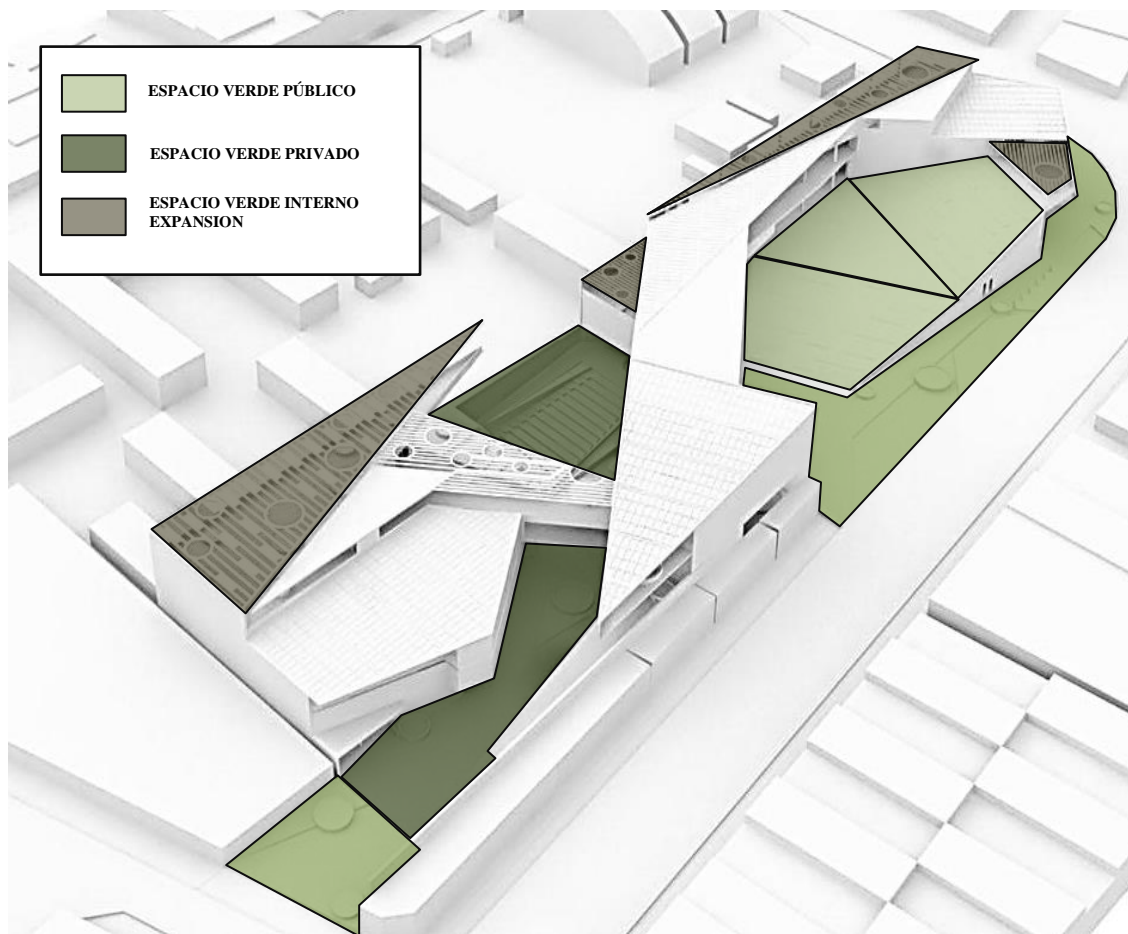 ESPACIO VERDE PÚBLICO
ESPACIO VERDE PRIVADO
ESPACIO VERDE INTERNO
EXPANSION